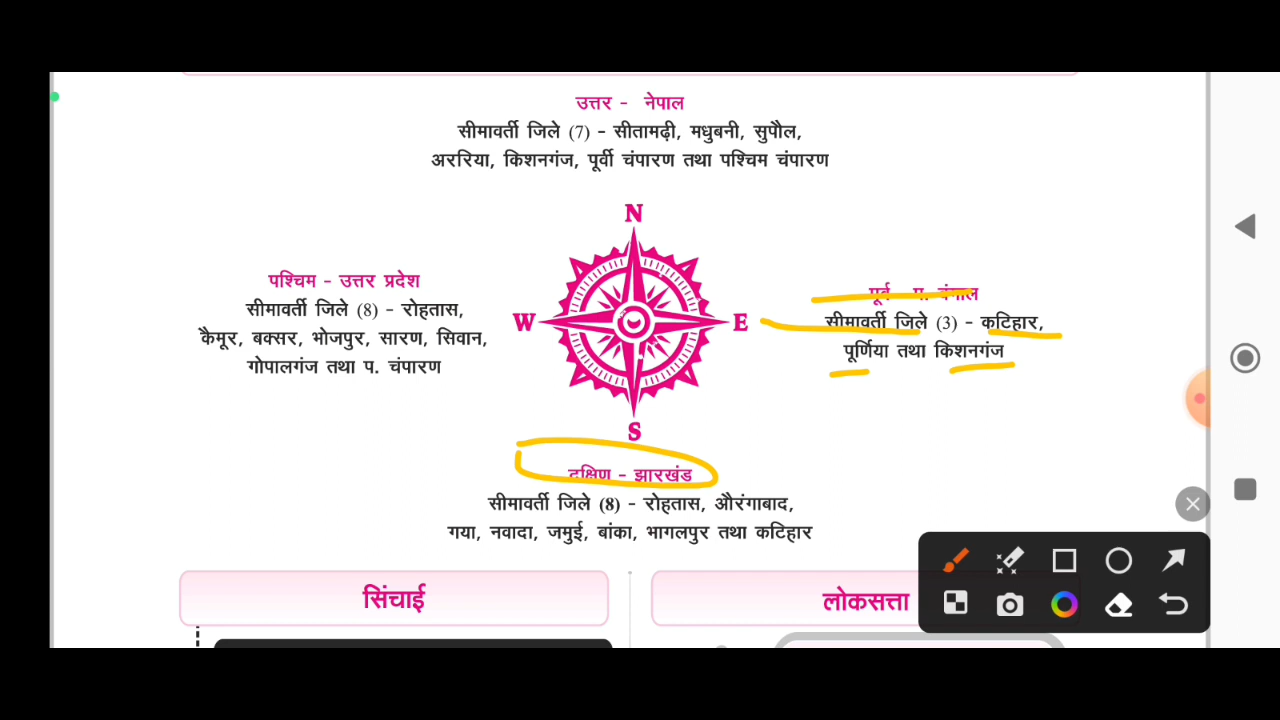 उत्तर - नेपाल
सीमावर्ती जिले (7) - सीतामढ़ी, मधुबनी, सुपौल,
अररिया, किशनगंज, पूर्वी चंपारण तथा पश्चिम चंपारण
N
पश्चिम - उत्तर प्रदेश
सीमावर्ती जिले (8) - रोहतास,
कैमूर, बक्सर, भोजपुर, सारण, सिवान,
गोपालगंज तथा प. चंपारण
W
E
पूर्व - प. बंगाल
सीमावर्ती जिले (3) - कटिहार,
पूर्णिया तथा किशनगंज
S
दक्षिण - झारखंड
सीमावर्ती जिले (8) - रोहतास, औरंगाबाद,
गया, नवादा, जमुई, बांका, भागलपुर तथा कटिहार
सिंचाई
लोकसत्ता